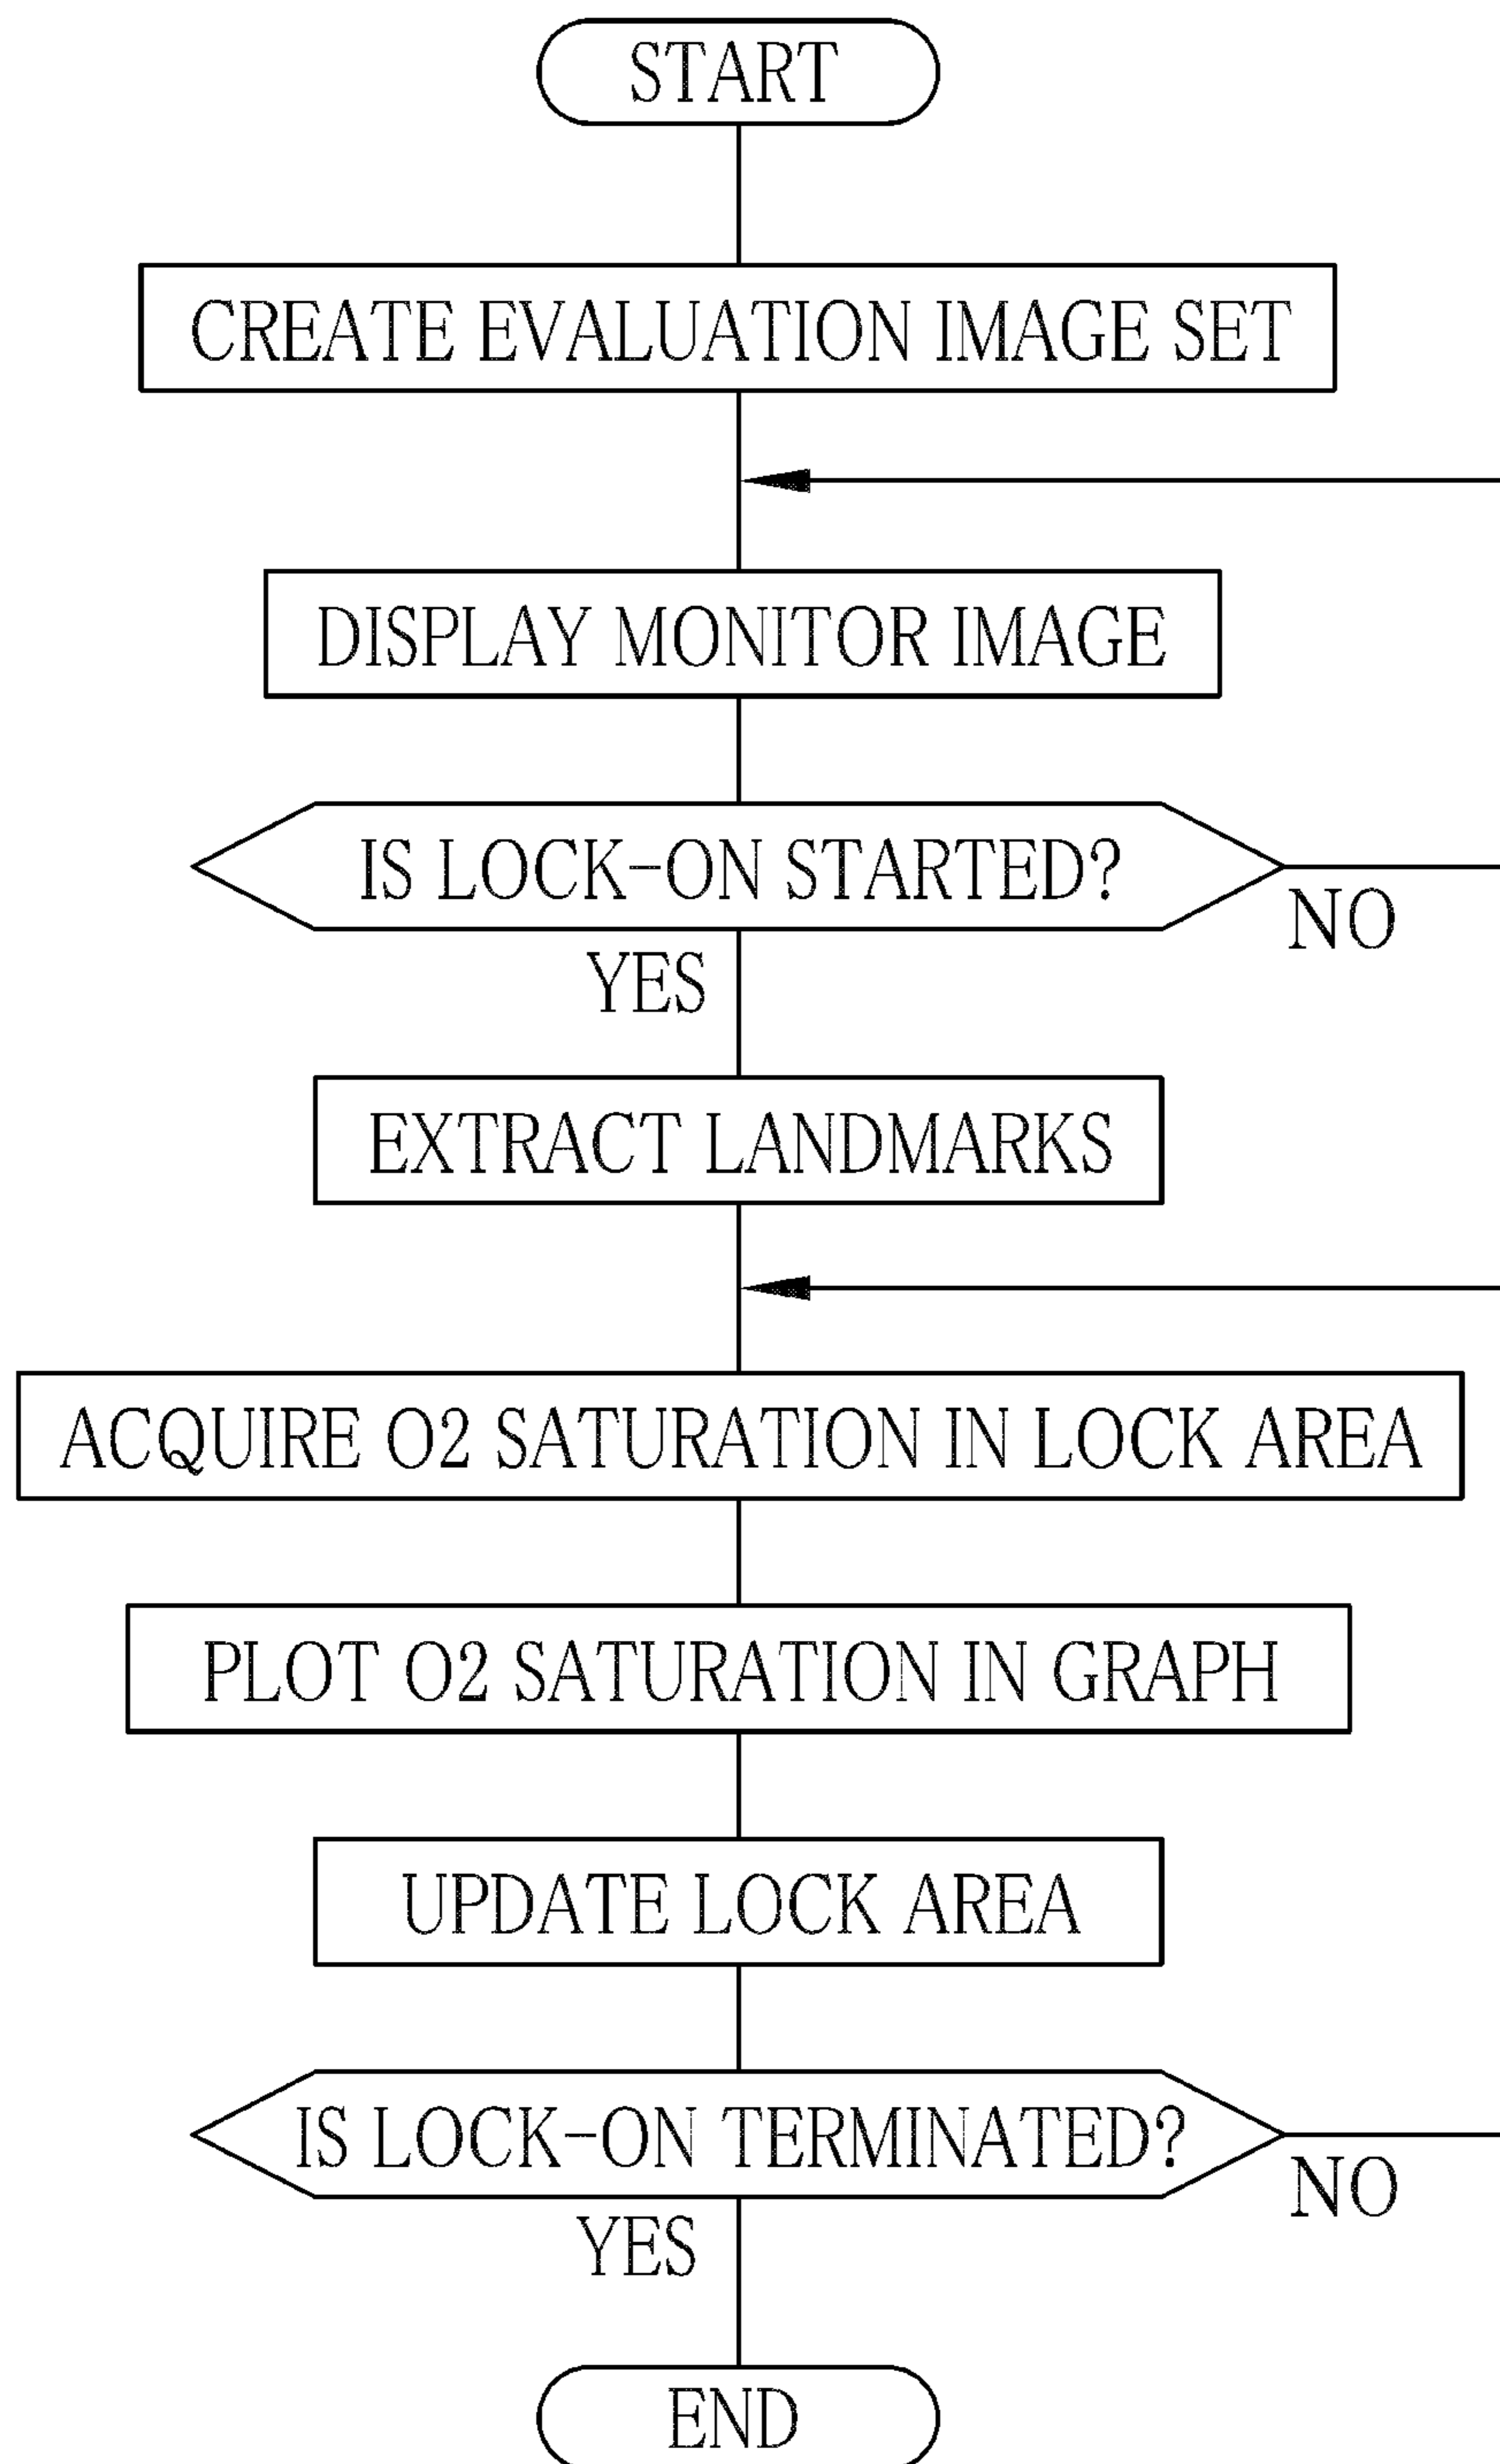 START
CREATE EVALUATION IMAGE SET
DISPLAY MONITOR IMAGE
IS LOCK-ON STARTED?
NO
YES
EXTRACT LANDMARKS
ACQUIRE O2 SATURATION IN LOCK AREA
PLOT O2 SATURATION IN GRAPH
UPDATE LOCK AREA
IS LOCK-ON TERMINATED?
NO
YES
END